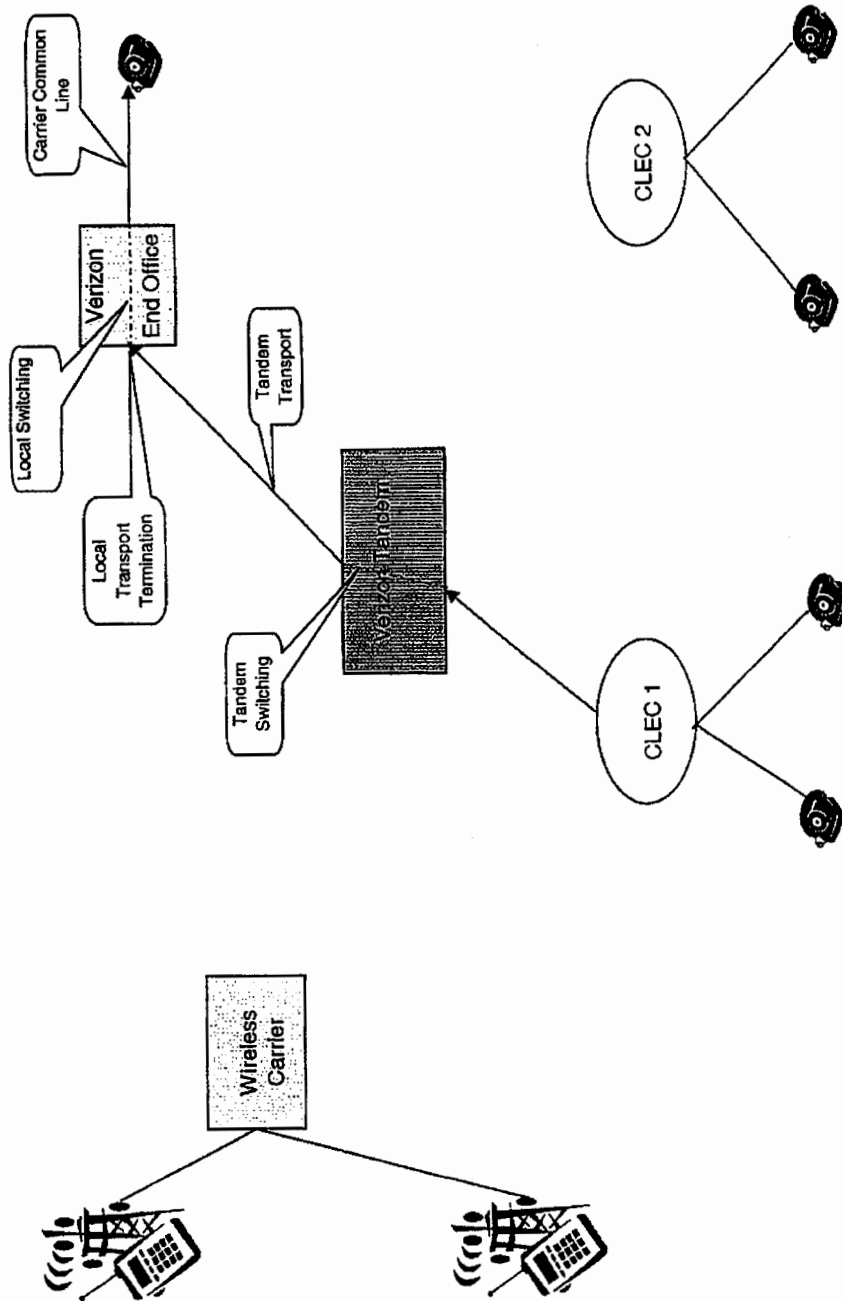 Wireless
Carrier
Tandem
Switching
Verizon Tandem
Local
Transport
Termination
Local Switching
Tandem
Transport
Verizon
End Office
Carrier Common
Line
CLEC 1
CLEC 2